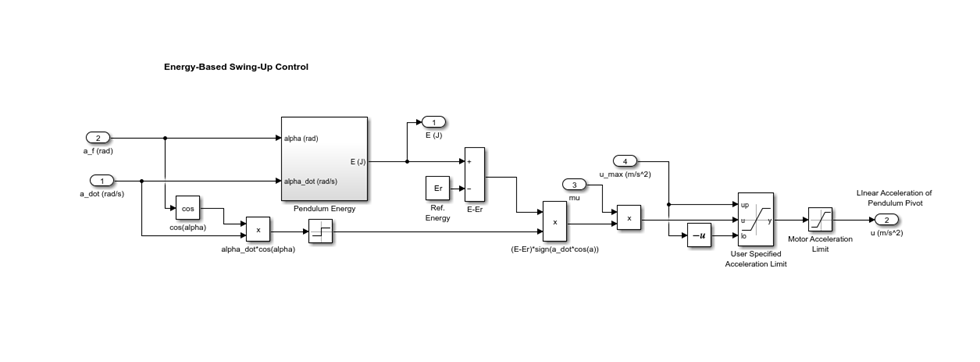 Energy-Based Swing-Up Control
2
a_f (rad)
1
a_dot (rad/s)
alpha (rad)
alpha_dot (rad/s)
E (J)
Pendulum Energy
cos
cos(alpha)
x
alpha_dot*cos(alpha)
1
E (J)
Er
Ref.
Energy
+
−
E-Er
x
(E-Er)*sign(a_dot*cos(a))
3
mu
x
4
u_max (m/s^2)
-u
up
u
lo
y
User Specified
Acceleration Limit
Motor Acceleration
Limit
LInear Acceleration of
Pendulum Pivot
2
u (m/s^2)